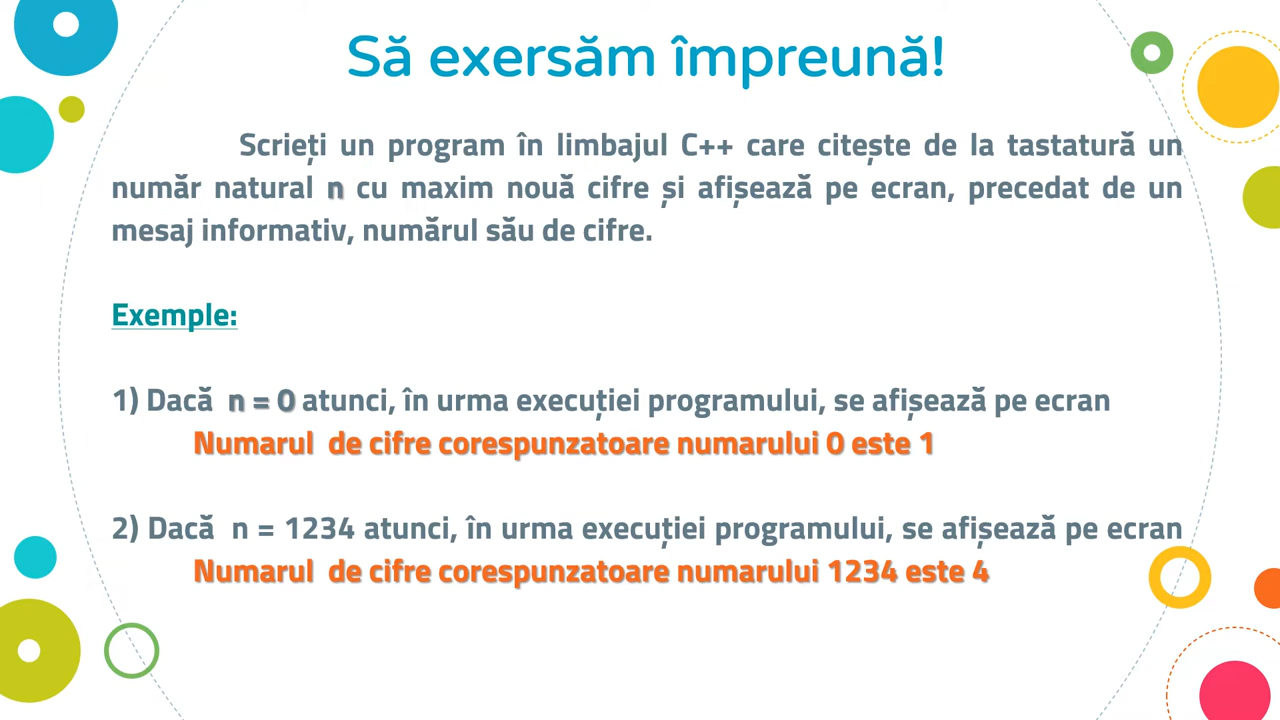 Să exersăm împreună!
Scrieți un program în limbajul C++ care citește de la tastatură un
număr natural n cu maxim nouă cifre și afișează pe ecran, precedat de un
mesaj informativ, numărul său de cifre.
Exemple:
1) Dacă n = 0 atunci, în urma execuției programului, se afișează pe ecran
Numarul de cifre corespunzatoare numarului 0 este 1
2) Dacă n = 1234 atunci, în urma execuției programului, se afișează pe ecran
Numarul de cifre corespunzatoare numarului 1234 este 4